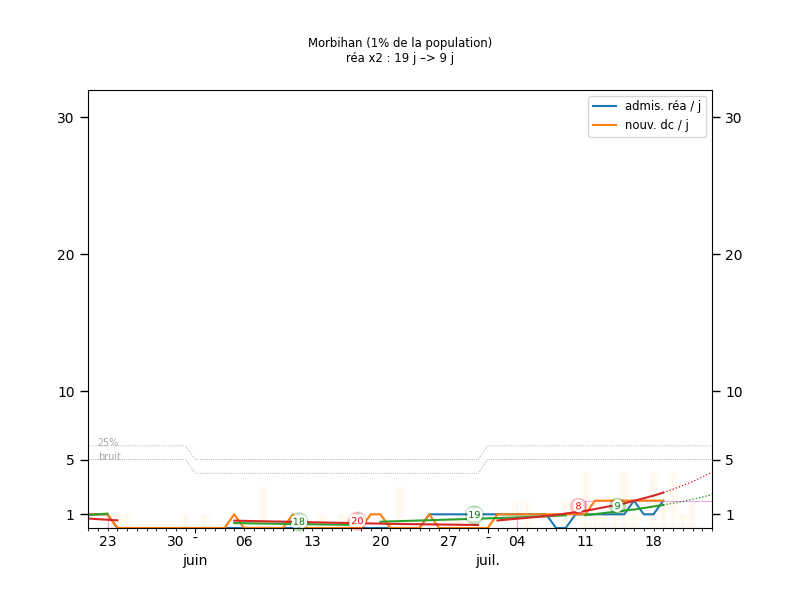 Morbihan (1% de la population)
réa x2 : 19 j –> 9 j
admis. réa / j
nouv. dc / j
30 30
20 20
10 10
5 5
1 1
25%
bruit
18 20 19 8 9
23 30 - 06 13 20 27 - 04 11 18
juin juil.